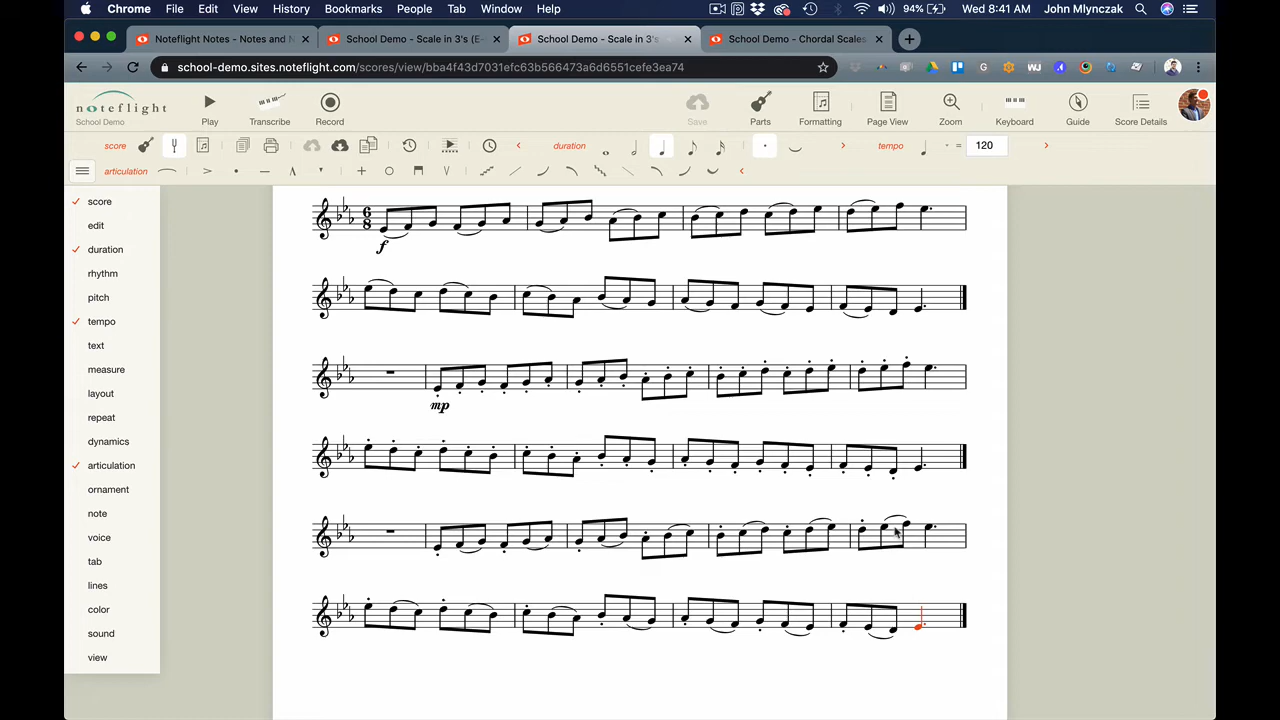 Chrome File Edit View History Bookmarks People Tab Window Help 94% Wed 8:41 AM John Mlynczak
Noteflight Notes - Notes and N School Demo - Scale in 3's (E- School Demo - Scale in 3's School Demo - Chordal Scales
school-demo.sites.noteflight.com/scores/view/bba4f43d7031efc63b566473a6d6551cefe3ea74
noteflight
School Demo
Play Transcribe Record Save Parts Formatting Page View Zoom Keyboard Guide Score Details
score duration tempo = 120
articulation
score
edit
duration
rhythm
pitch
tempo
text
measure
layout
repeat
dynamics
articulation
ornament
note
voice
tab
lines
color
sound
view
6
8
f
mp